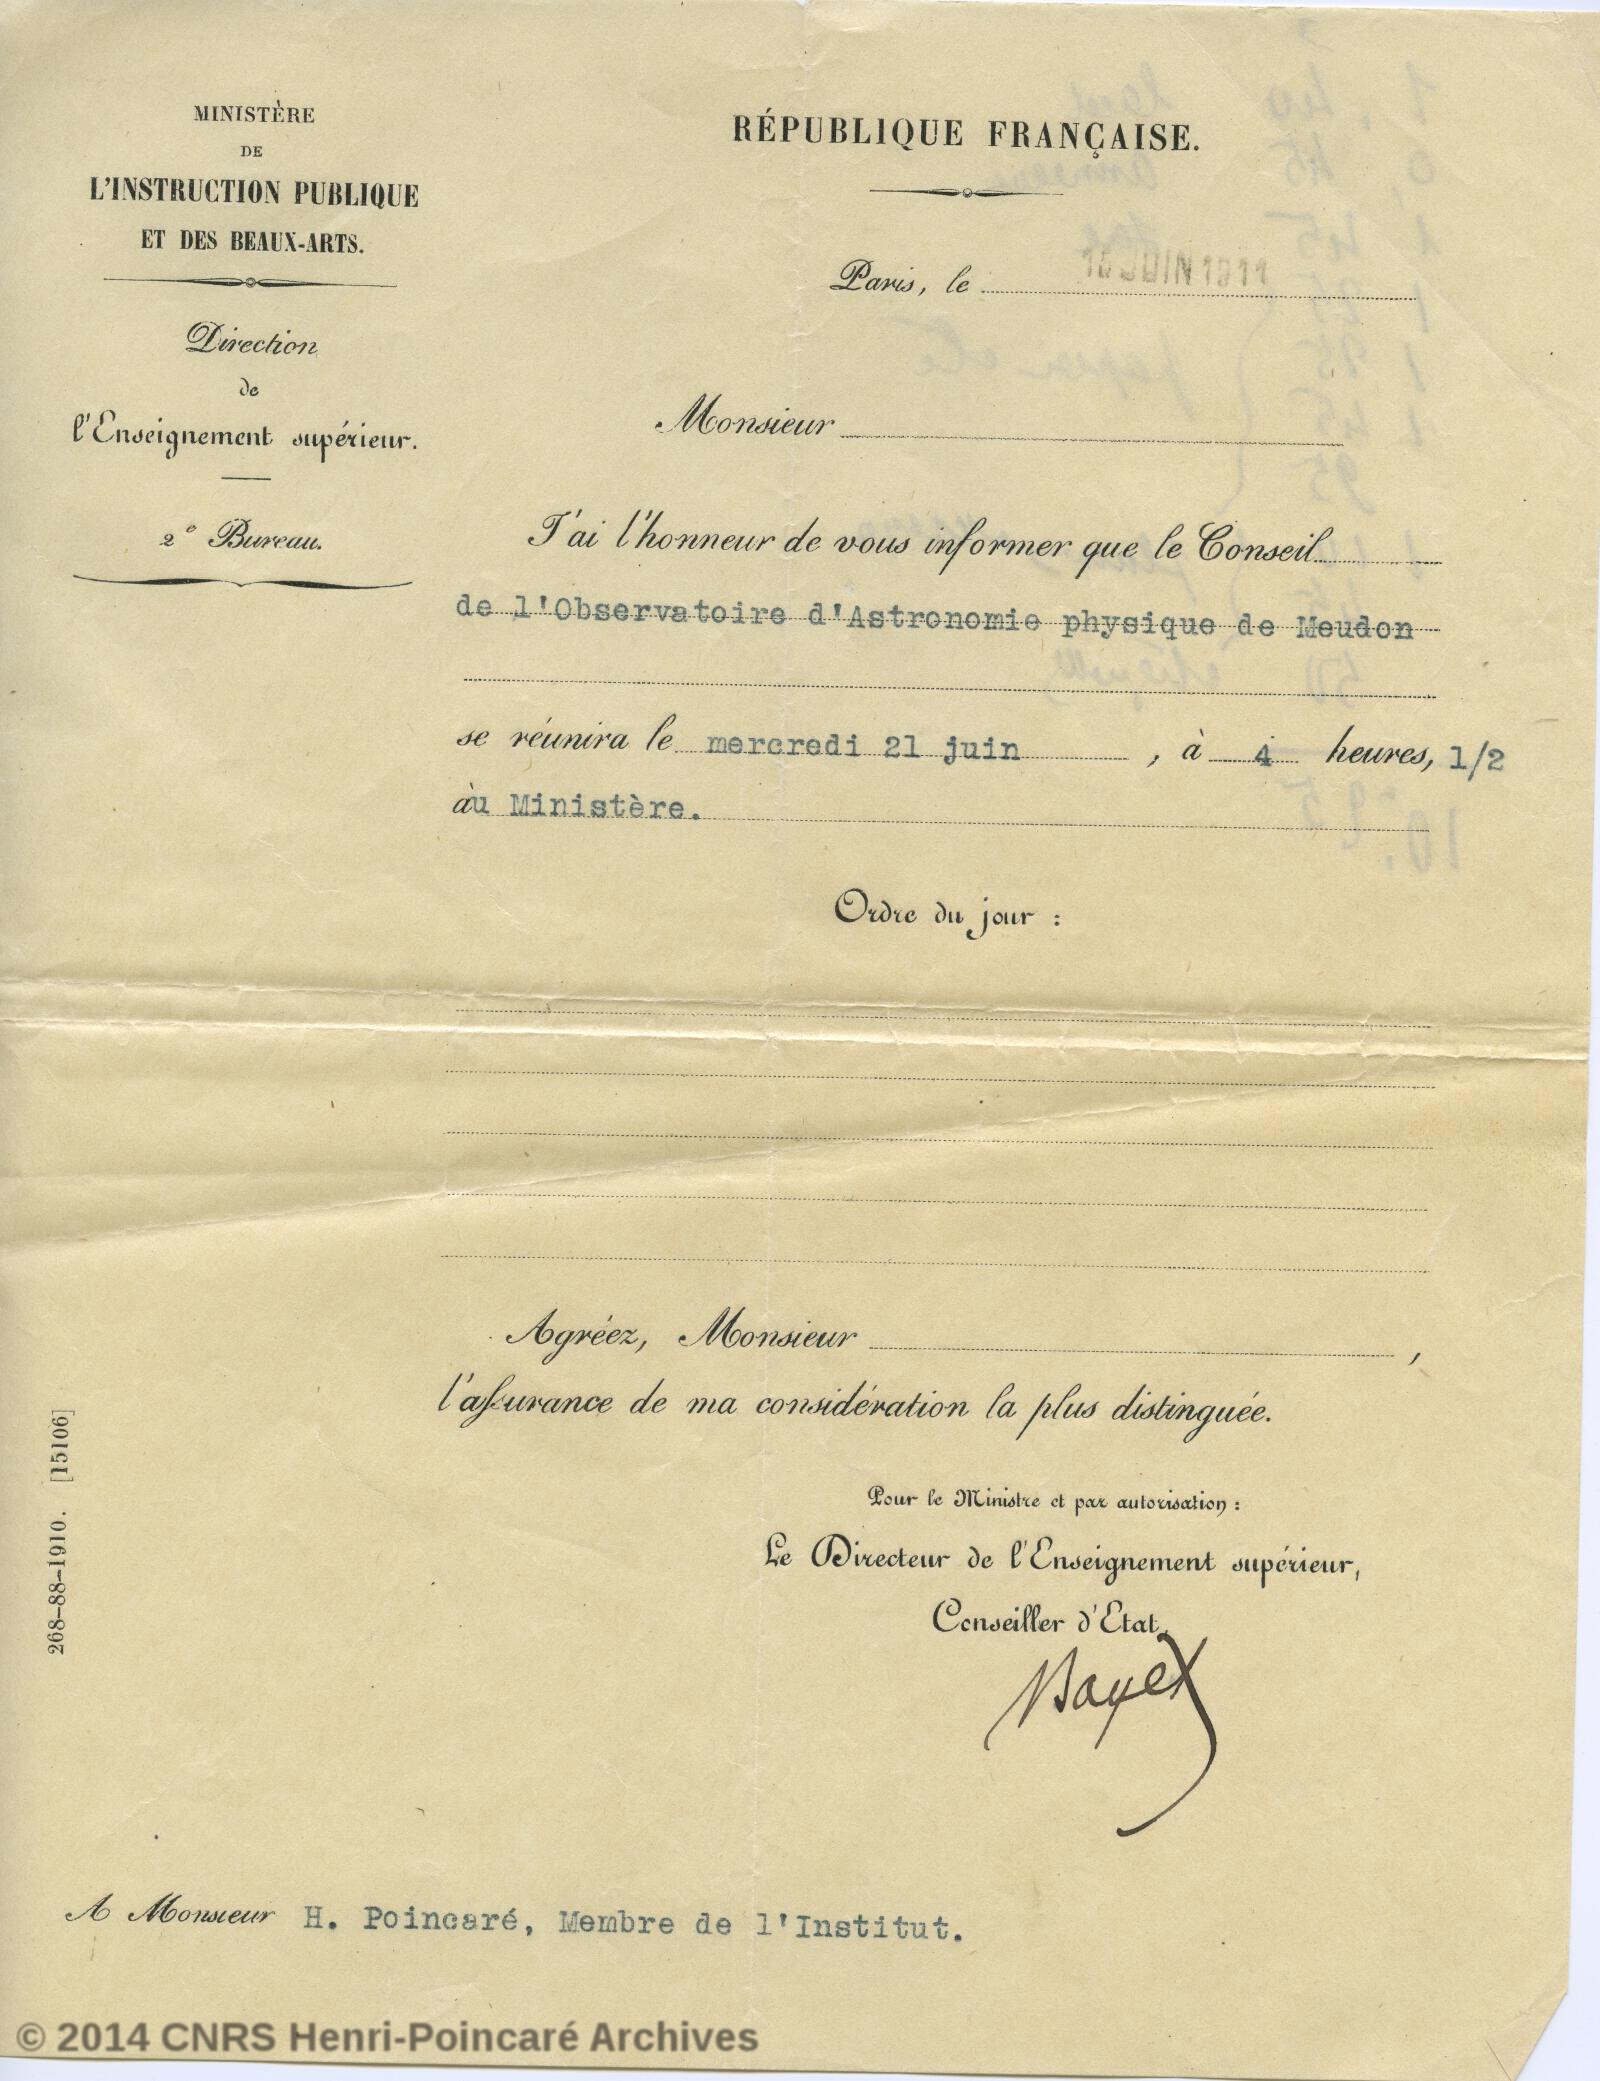 MINISTÈRE
DE
L'INSTRUCTION PUBLIQUE
ET DES BEAUX-ARTS.
Direction
de
l'Enseignement supérieur.
2e Bureau.
RÉPUBLIQUE FRANÇAISE.
Paris, le JUIN 1911
Monsieur
J'ai l'honneur de vous informer que le Conseil
de l'Observatoire d'Astronomie physique de Meudon
se réunira le mercredi 21 juin , à 4 heures, 1/2
àu Ministère.
Ordre du jour :
Agréez, Monsieur ,
l'assurance de ma considération la plus distinguée.
Pour le Ministre et par autorisation :
Le Directeur de l'Enseignement supérieur,
Conseiller d'Etat,
Bayet
268-88-1910. [15106]
A Monsieur H. Poincaré, Membre de l'Institut.
© 2014 CNRS Henri-Poincaré Archives